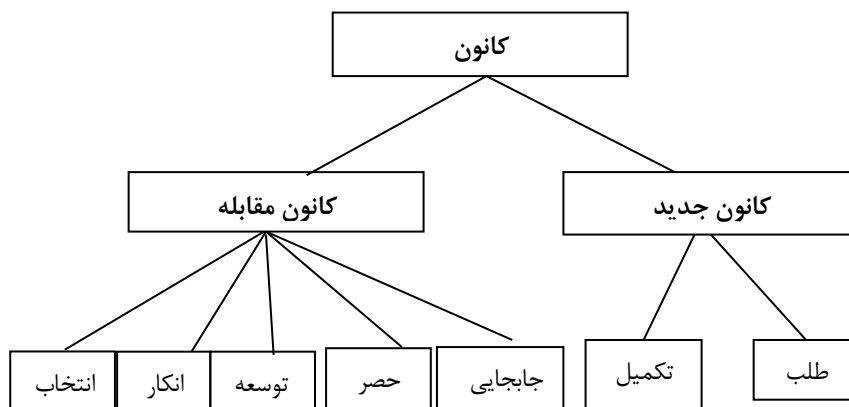 کانون
کانون جدید
کانون مقابله
طلب
تکمیل
جابجایی
حصر
توسعه
انکار
انتخاب